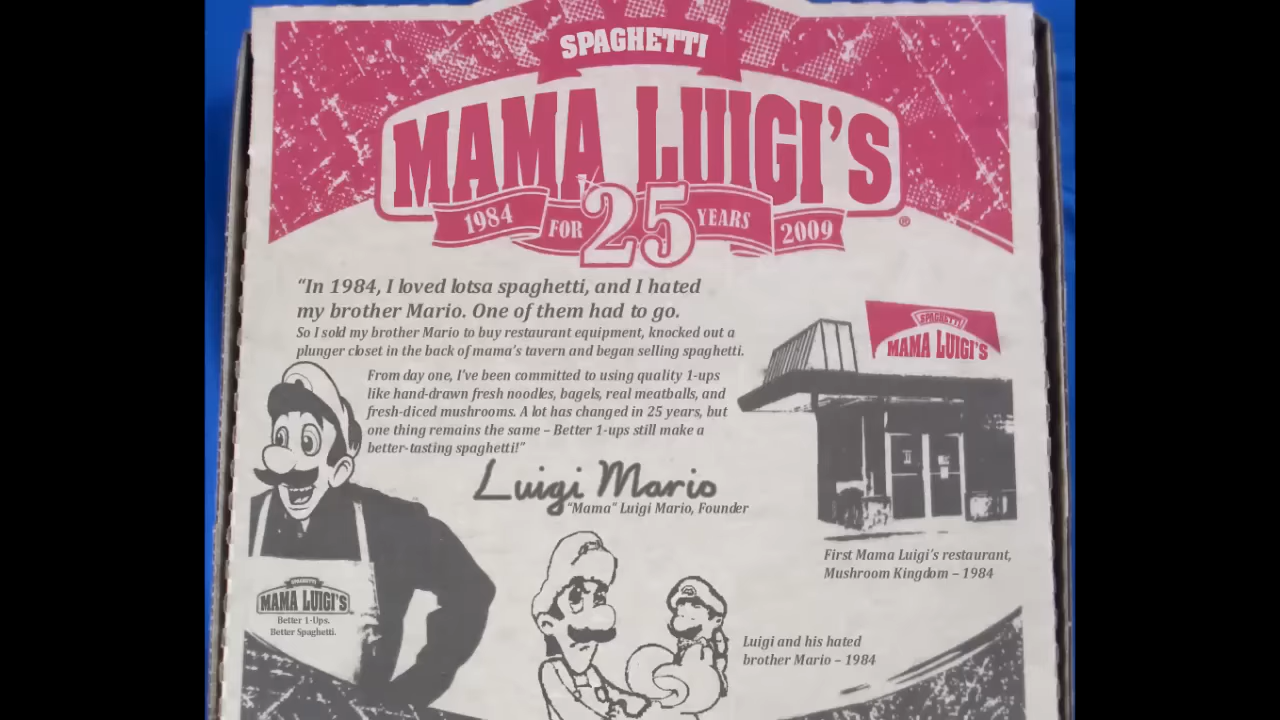 SPAGHETTI
MAMA LUIGI'S
1984 FOR 25 YEARS 2009
®
“In 1984, I loved lotsa spaghetti, and I hated
my brother Mario. One of them had to go.
So I sold my brother Mario to buy restaurant equipment, knocked out a
plunger closet in the back of mama's tavern and began selling spaghetti.
From day one, I've been committed to using quality 1-ups
like hand-drawn fresh noodles, bagels, real meatballs, and
fresh-diced mushrooms. A lot has changed in 25 years, but
one thing remains the same – Better 1-ups still make a
better-tasting spaghetti!”
Luigi Mario
"Mama" Luigi Mario, Founder
SPAGHETTI
MAMA LUIGI'S
First Mama Luigi's restaurant,
Mushroom Kingdom – 1984
SPAGHETTI
MAMA LUIGI'S
Better 1-Ups.
Better Spaghetti.
Luigi and his hated
brother Mario – 1984